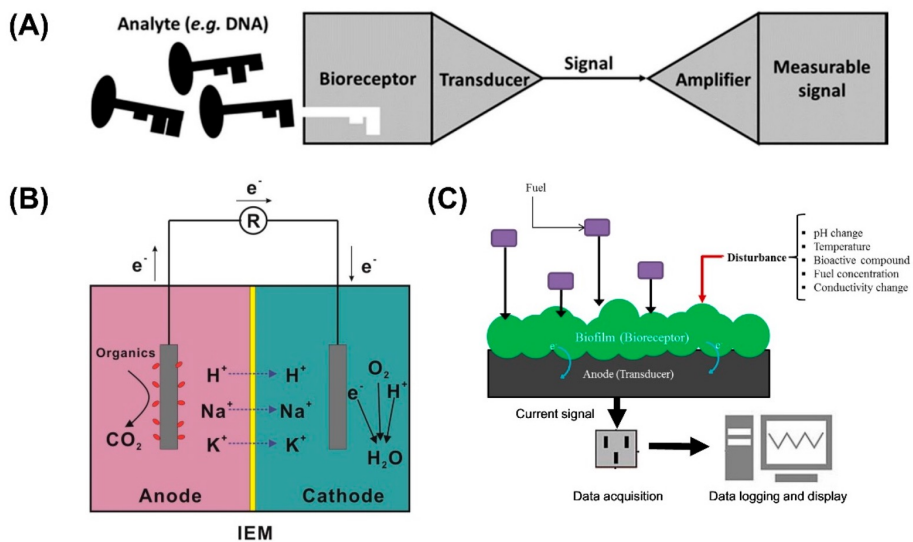 (A)
Analyte (e.g. DNA)
Bioreceptor
Transducer
Signal
Amplifier
Measurable
signal
(B)
e-
R
e-
e-
Organics
CO2
H+
Na+
K+
H+
Na+
K+
e-
O2
H+
H2O
Anode
Cathode
IEM
(C)
Fuel
Disturbance
▪ pH change
▪ Temperature
▪ Bioactive compound
▪ Fuel concentration
▪ Conductivity change
Biofilm (Bioreceptor)
e-
e-
Anode (Transducer)
Current signal
Data acquisition
Data logging and display